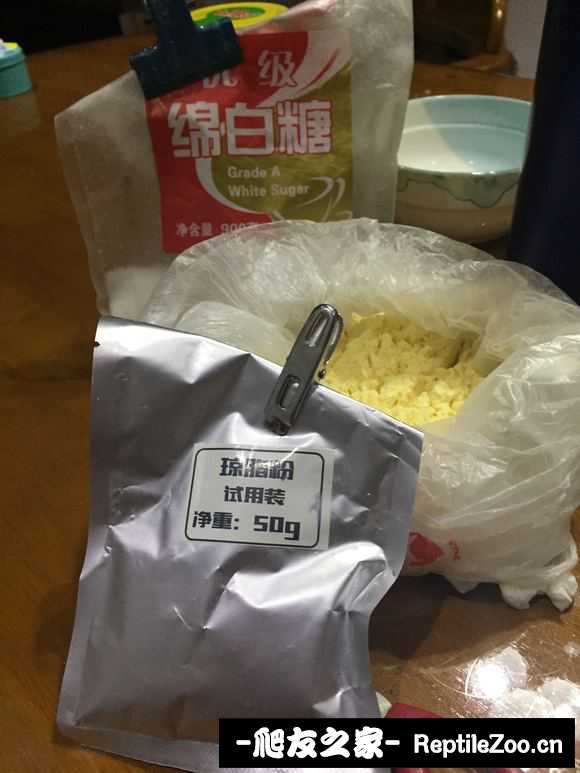 优级
绵白糖
Grade A
White Sugar
净含量 900
琼脂粉
试用装
净重：50g
-爬友之家- ReptileZoo.cn